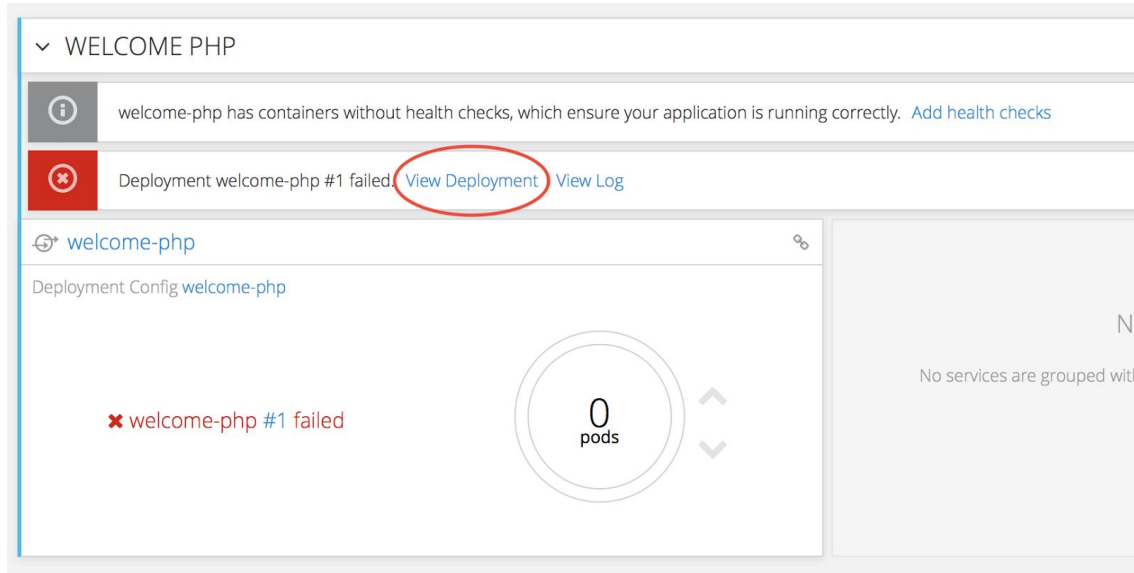 WELCOME PHP
welcome-php has containers without health checks, which ensure your application is running correctly. Add health checks
Deployment welcome-php #1 failed. View Deployment View Log
welcome-php
Deployment Config welcome-php
welcome-php #1 failed
0
pods
N
No services are grouped wit